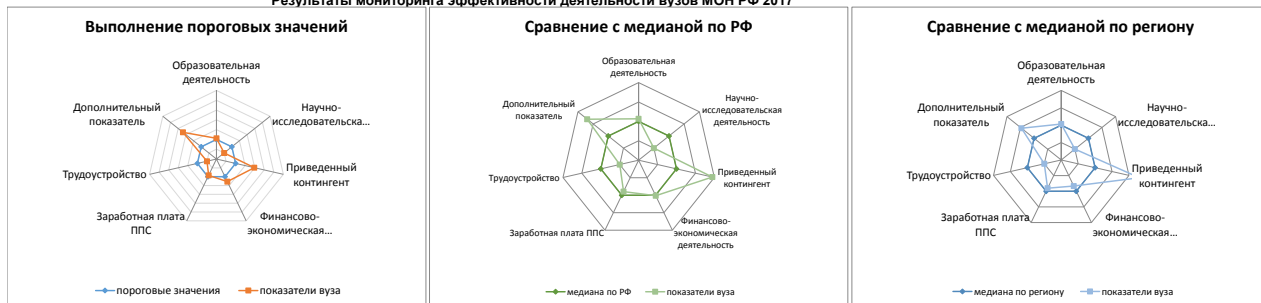 Результаты мониторинга эффективности деятельности вузов МОН РФ 2017
Выполнение пороговых значений
Образовательная
деятельность
Научно-
исследовательска...
Приведенный
контингент
Финансово-
экономическая...
Заработная плата
ППС
Трудоустройство
Дополнительный
показатель
пороговые значения
показатели вуза
Сравнение с медианой по РФ
Образовательная
деятельность
Научно-
исследовательская
деятельность
Приведенный
контингент
Финансово-
экономическая
деятельность
Заработная плата ППС
Трудоустройство
Дополнительный
показатель
медиана по РФ
показатели вуза
Сравнение с медианой по региону
Образовательная
деятельность
Научно-
исследовательска...
Приведенный
контингент
Финансово-
экономическая...
Заработная плата
ППС
Трудоустройство
Дополнительный
показатель
медиана по региону
показатели вуза